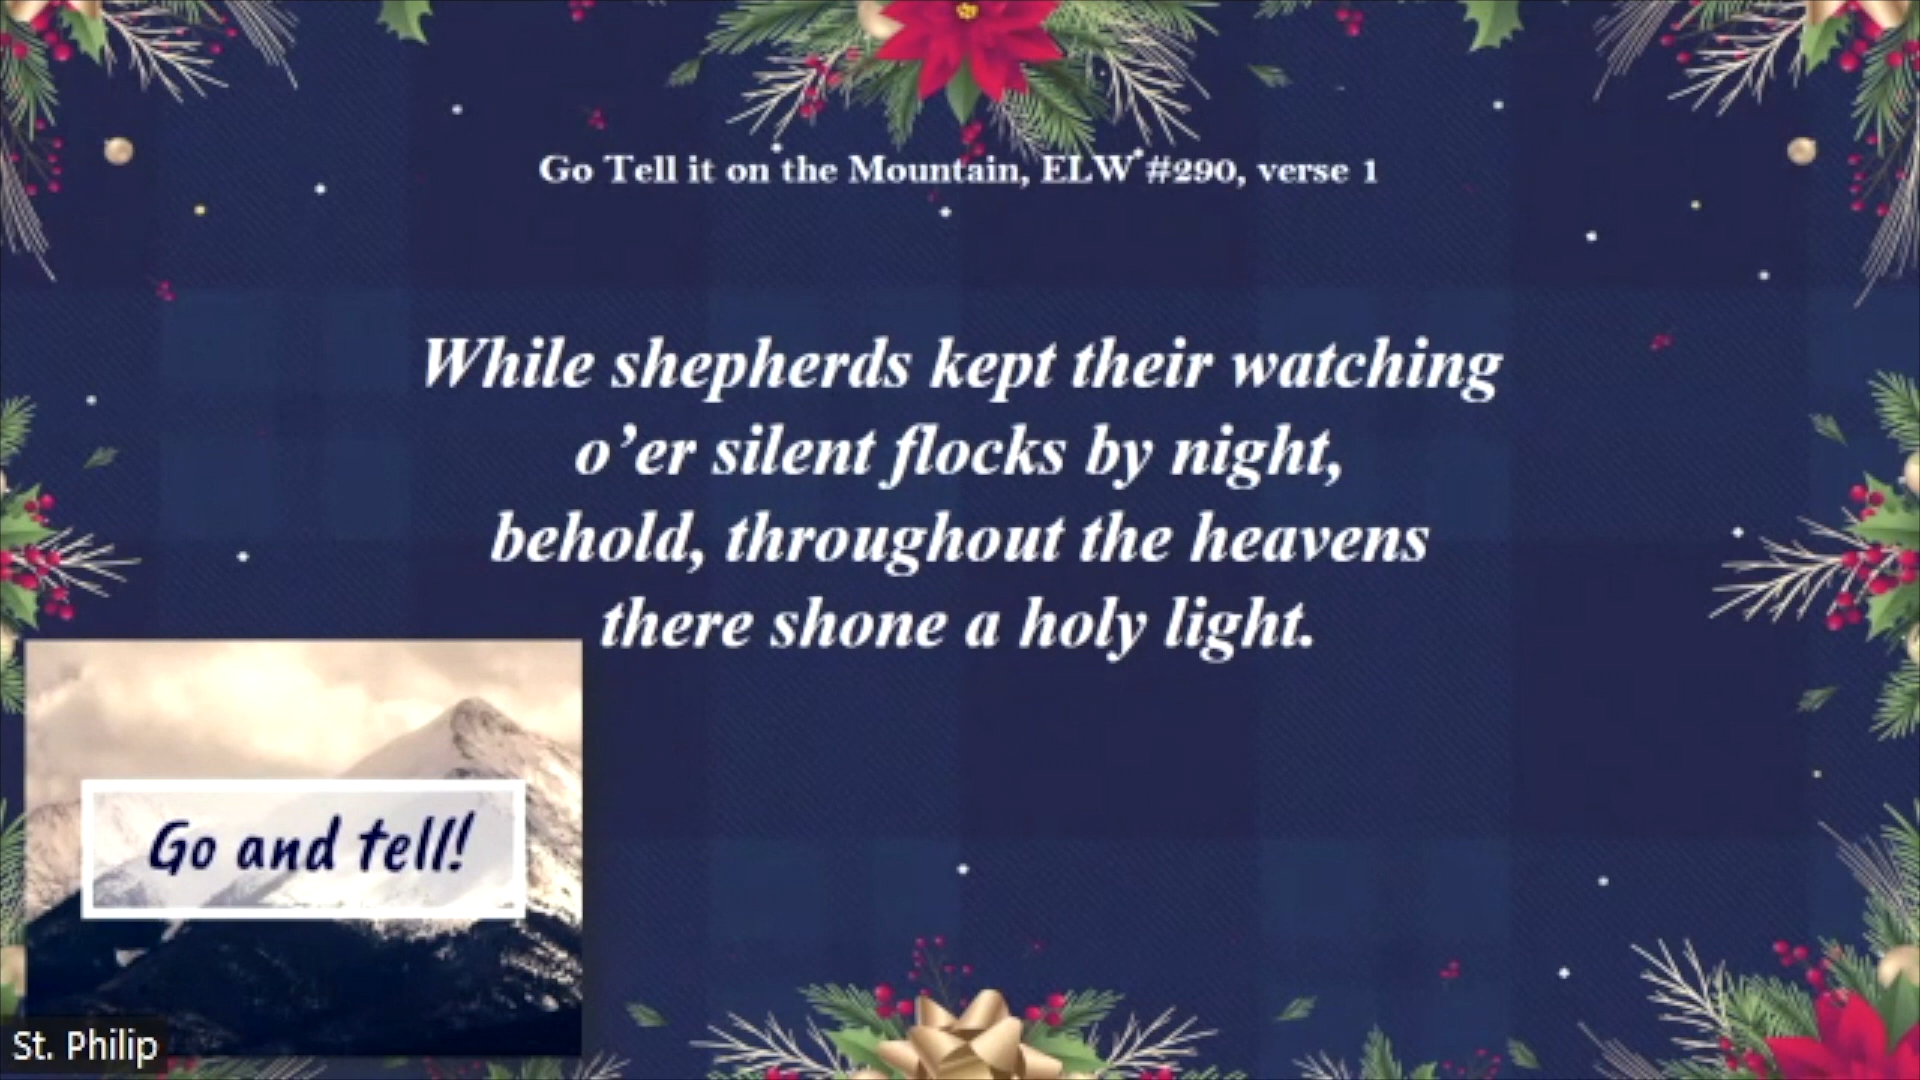 Go Tell it on the Mountain, ELW #290, verse 1
While shepherds kept their watching
o’er silent flocks by night,
behold, throughout the heavens
there shone a holy light.
Go and tell!
St. Philip